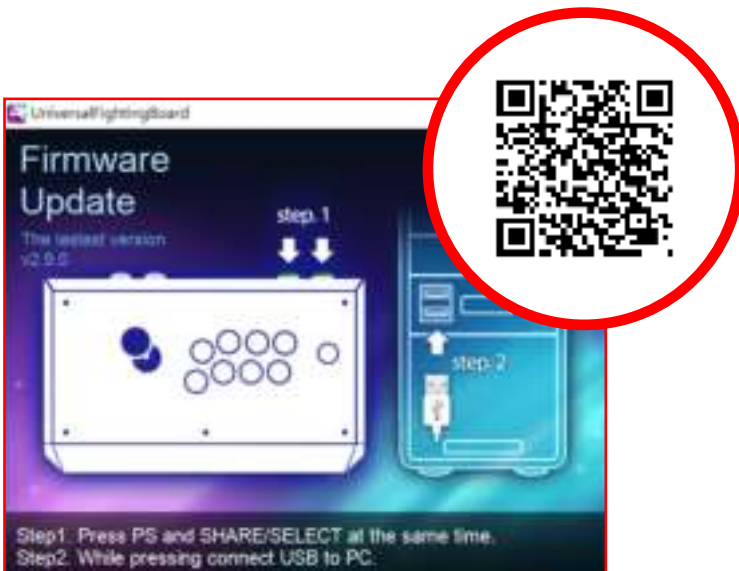 UniversalFightingBoard
Firmware
Update
The lastest version
v2.9.0
step. 1
step. 2
Step1. Press PS and SHARE/SELECT at the same time.
Step2. While pressing connect USB to PC.